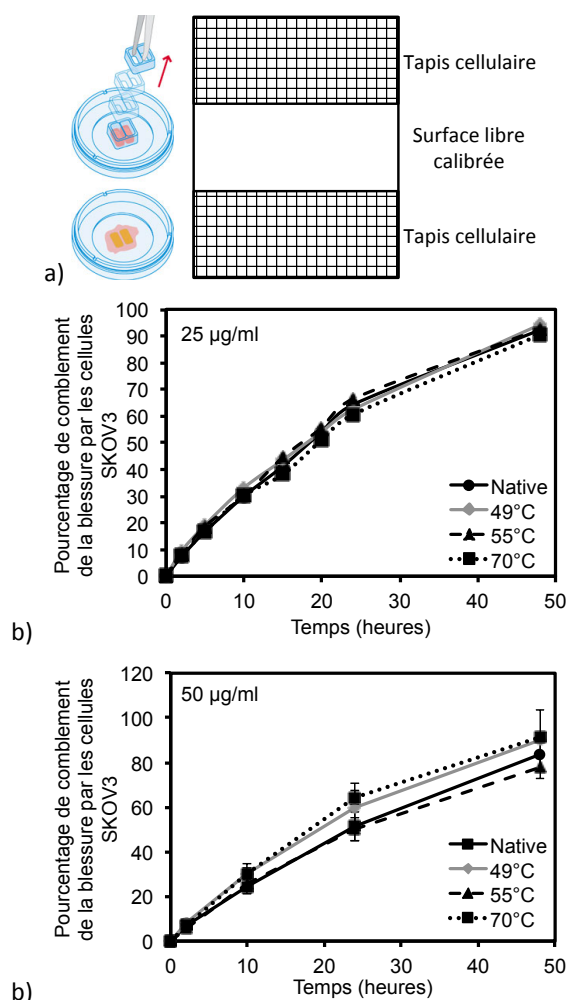 Tapis cellulaire
Surface libre
calibrée
Tapis cellulaire
a)
Pourcentage de comblement
de la blessure par les cellules
SKOV3
100
90
80
70
60
50
40
30
20
10
0
25 µg/ml
Native
49°C
55°C
70°C
0 10 20 30 40 50
Temps (heures)
b)
Pourcentage de comblement
de la blessure par les cellules
SKOV3
120
100
80
60
40
20
0
50 µg/ml
Native
49°C
55°C
70°C
0 10 20 30 40 50
Temps (heures)
b)